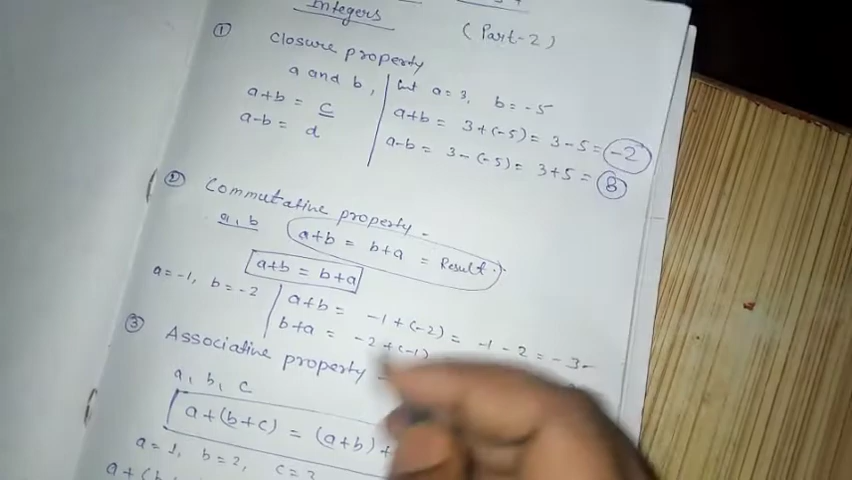 Integers
(Part-2)
① Closure property
a and b,
a+b = c
a-b = d
Let a=3, b=-5
a+b = 3+(-5)= 3-5= -2
a-b = 3-(-5)= 3+5= 8
② Commutative property -
a, b
a+b = b+a = Result.
a+b = b+a
a=-1, b=-2
a+b = -1+(-2)= -1-2=-3-
b+a = -2+(-1)
③ Associative property -
a, b, c
a+(b+c) = (a+b)+
a=1, b=2, c=3
a+(b